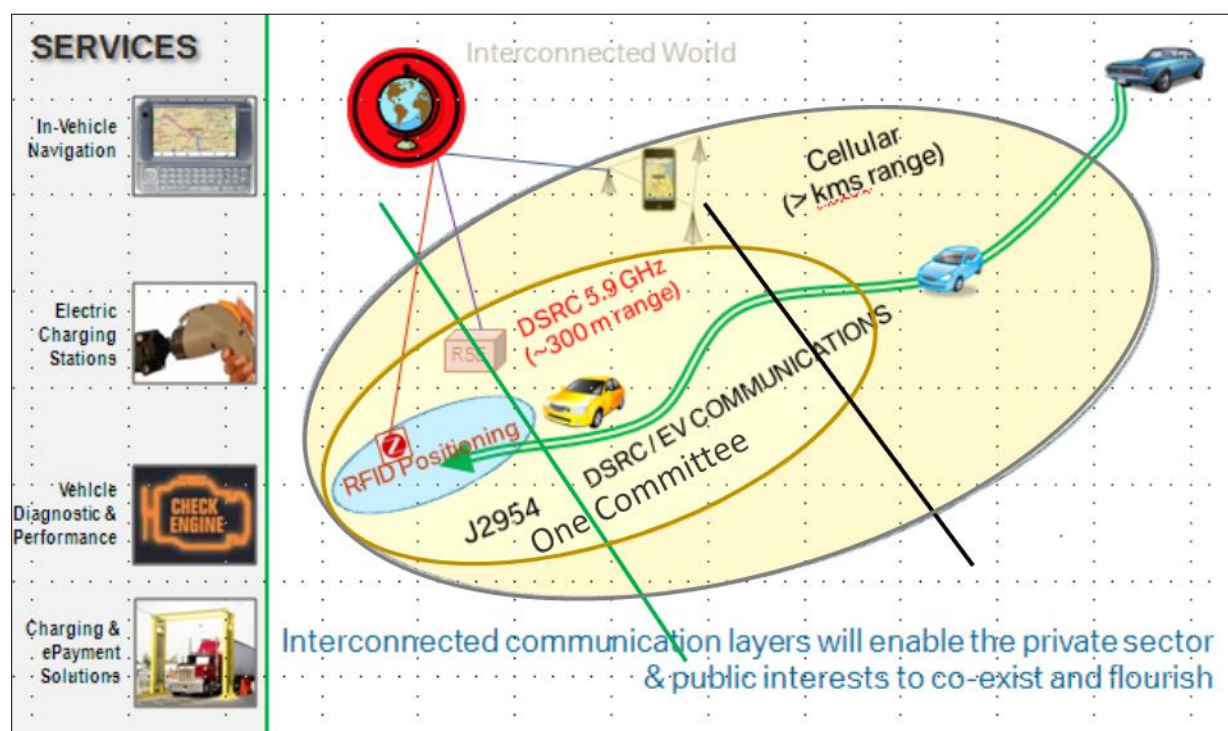 SERVICES
In-Vehicle
Navigation
Electric
Charging
Stations
Vehicle
Diagnostic &
Performance
CHECK
ENGINE
Charging &
ePayment
Solutions
Interconnected World
Cellular
(> kms range)
DSRC 5.9 GHz
(~300 m range)
RSE
RFID Positioning
DSRC / EV COMMUNICATIONS
J2954
One Committee
Interconnected communication layers will enable the private sector
& public interests to co-exist and flourish